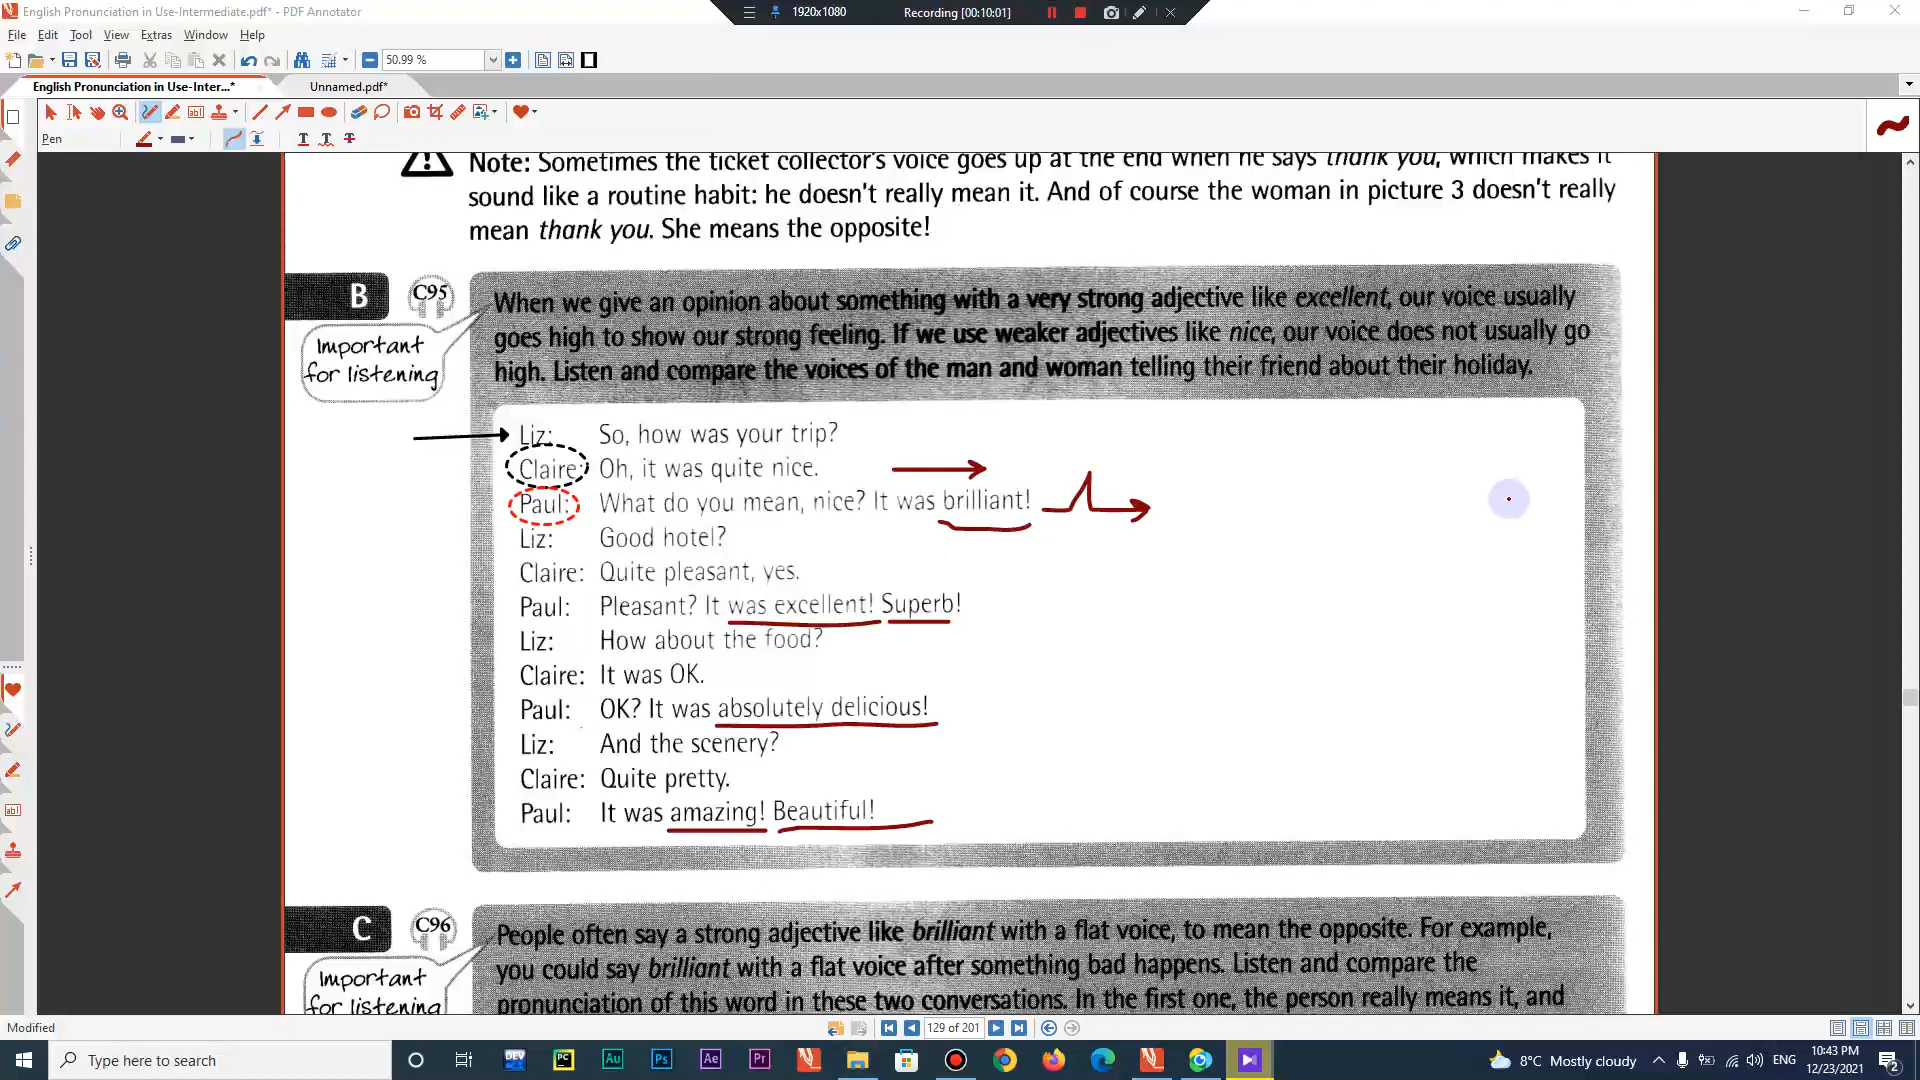 English Pronunciation in Use-Intermediate.pdf* - PDF Annotator
1920x1080
Recording [00:10:01]
File Edit Tool View Extras Window Help
50.99 %
English Pronunciation in Use-Inter...*
Unnamed.pdf*
Pen
Note: Sometimes the ticket collector's voice goes up at the end when he says thank you, which makes it
sound like a routine habit: he doesn't really mean it. And of course the woman in picture 3 doesn't really
mean thank you. She means the opposite!
B
C95
Important
for listening
When we give an opinion about something with a very strong adjective like excellent, our voice usually
goes high to show our strong feeling. If we use weaker adjectives like nice, our voice does not usually go
high. Listen and compare the voices of the man and woman telling their friend about their holiday.
Liz: So, how was your trip?
Claire: Oh, it was quite nice.
Paul: What do you mean, nice? It was brilliant!
Liz: Good hotel?
Claire: Quite pleasant, yes.
Paul: Pleasant? It was excellent! Superb!
Liz: How about the food?
Claire: It was OK.
Paul: OK? It was absolutely delicious!
Liz: And the scenery?
Claire: Quite pretty.
Paul: It was amazing! Beautiful!
C
C96
Important
for listening
People often say a strong adjective like brilliant with a flat voice, to mean the opposite. For example,
you could say brilliant with a flat voice after something bad happens. Listen and compare the
pronunciation of this word in these two conversations. In the first one, the person really means it, and
Modified
129 of 201
Type here to search
DEV
PC
Au
Ps
Ae
Pr
8°C Mostly cloudy
ENG
10:43 PM
12/23/2021
2